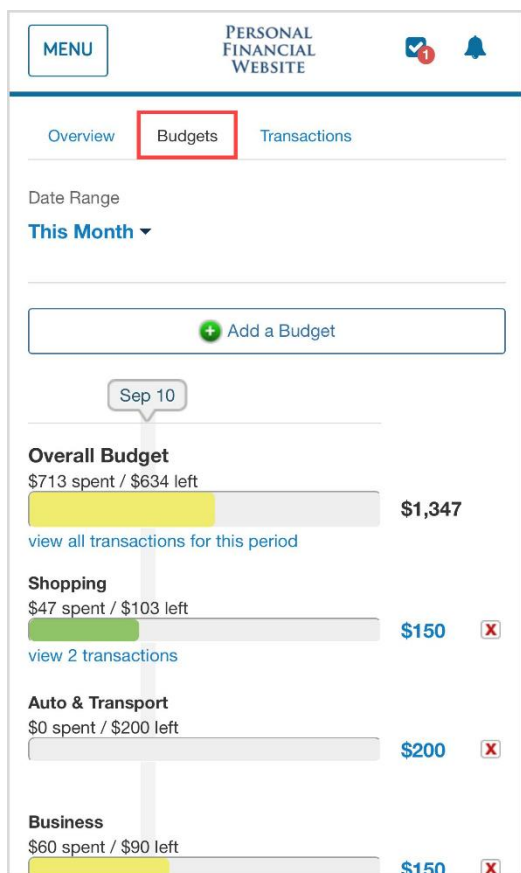 MENU
PERSONAL
FINANCIAL
WEBSITE
1
Overview Budgets Transactions
Date Range
This Month
Add a Budget
Sep 10
Overall Budget
$713 spent / $634 left
$1,347
view all transactions for this period
Shopping
$47 spent / $103 left
$150 X
view 2 transactions
Auto & Transport
$0 spent / $200 left
$200 X
Business
$60 spent / $90 left
$150 X